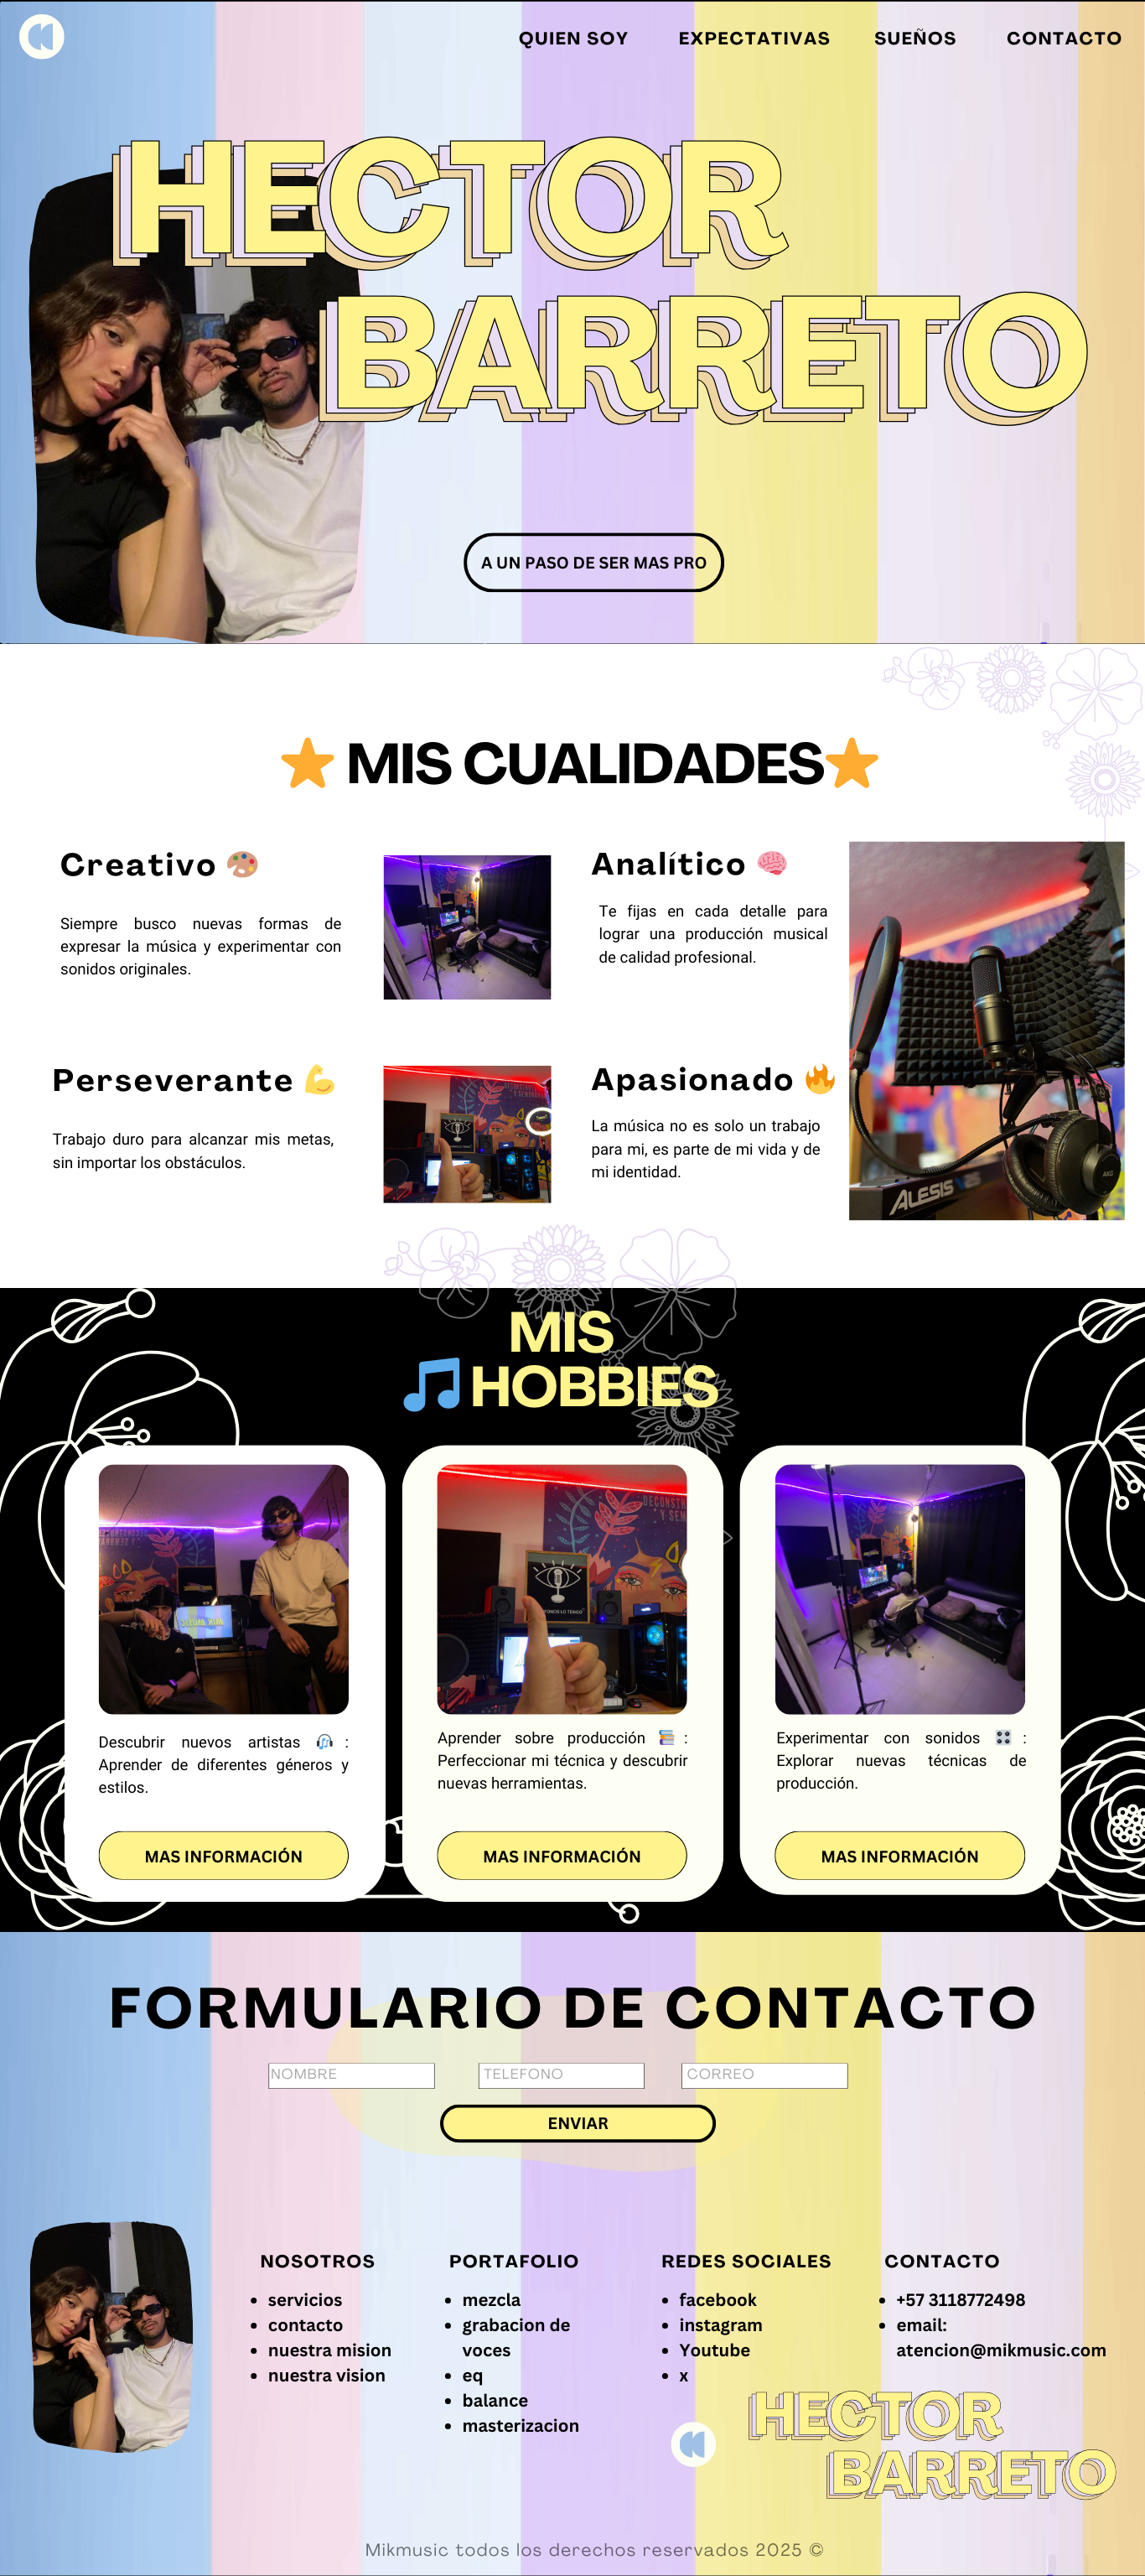 QUIEN SOY EXPECTATIVAS SUEÑOS CONTACTO
HECTOR
BARRETO
A UN PASO DE SER MAS PRO
MIS CUALIDADES
Creativo
Siempre busco nuevas formas de
expresar la música y experimentar con
sonidos originales.
Analítico
Te fijas en cada detalle para
lograr una producción musical
de calidad profesional.
Perseverante
Trabajo duro para alcanzar mis metas,
sin importar los obstáculos.
Apasionado
La música no es solo un trabajo
para mi, es parte de mi vida y de
mi identidad.
AKG
ALESIS
MIS
HOBBIES
Descubrir nuevos artistas 🎧 :
Aprender de diferentes géneros y
estilos.
MAS INFORMACIÓN
Aprender sobre producción 📚 :
Perfeccionar mi técnica y descubrir
nuevas herramientas.
MAS INFORMACIÓN
Experimentar con sonidos 🎛 :
Explorar nuevas técnicas de
producción.
MAS INFORMACIÓN
FORMULARIO DE CONTACTO
NOMBRE TELEFONO CORREO
ENVIAR
NOSOTROS
servicios
contacto
nuestra mision
nuestra vision
PORTAFOLIO
mezcla
grabacion de
voces
eq
balance
masterizacion
REDES SOCIALES
facebook
instagram
Youtube
x
CONTACTO
+57 3118772498
email:
atencion@mikmusic.com
HECTOR
BARRETO
Mikmusic todos los derechos reservados 2025 ©